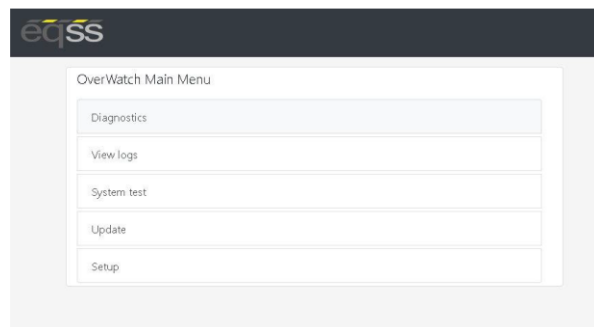 eqss
OverWatch Main Menu
Diagnostics
View logs
System test
Update
Setup